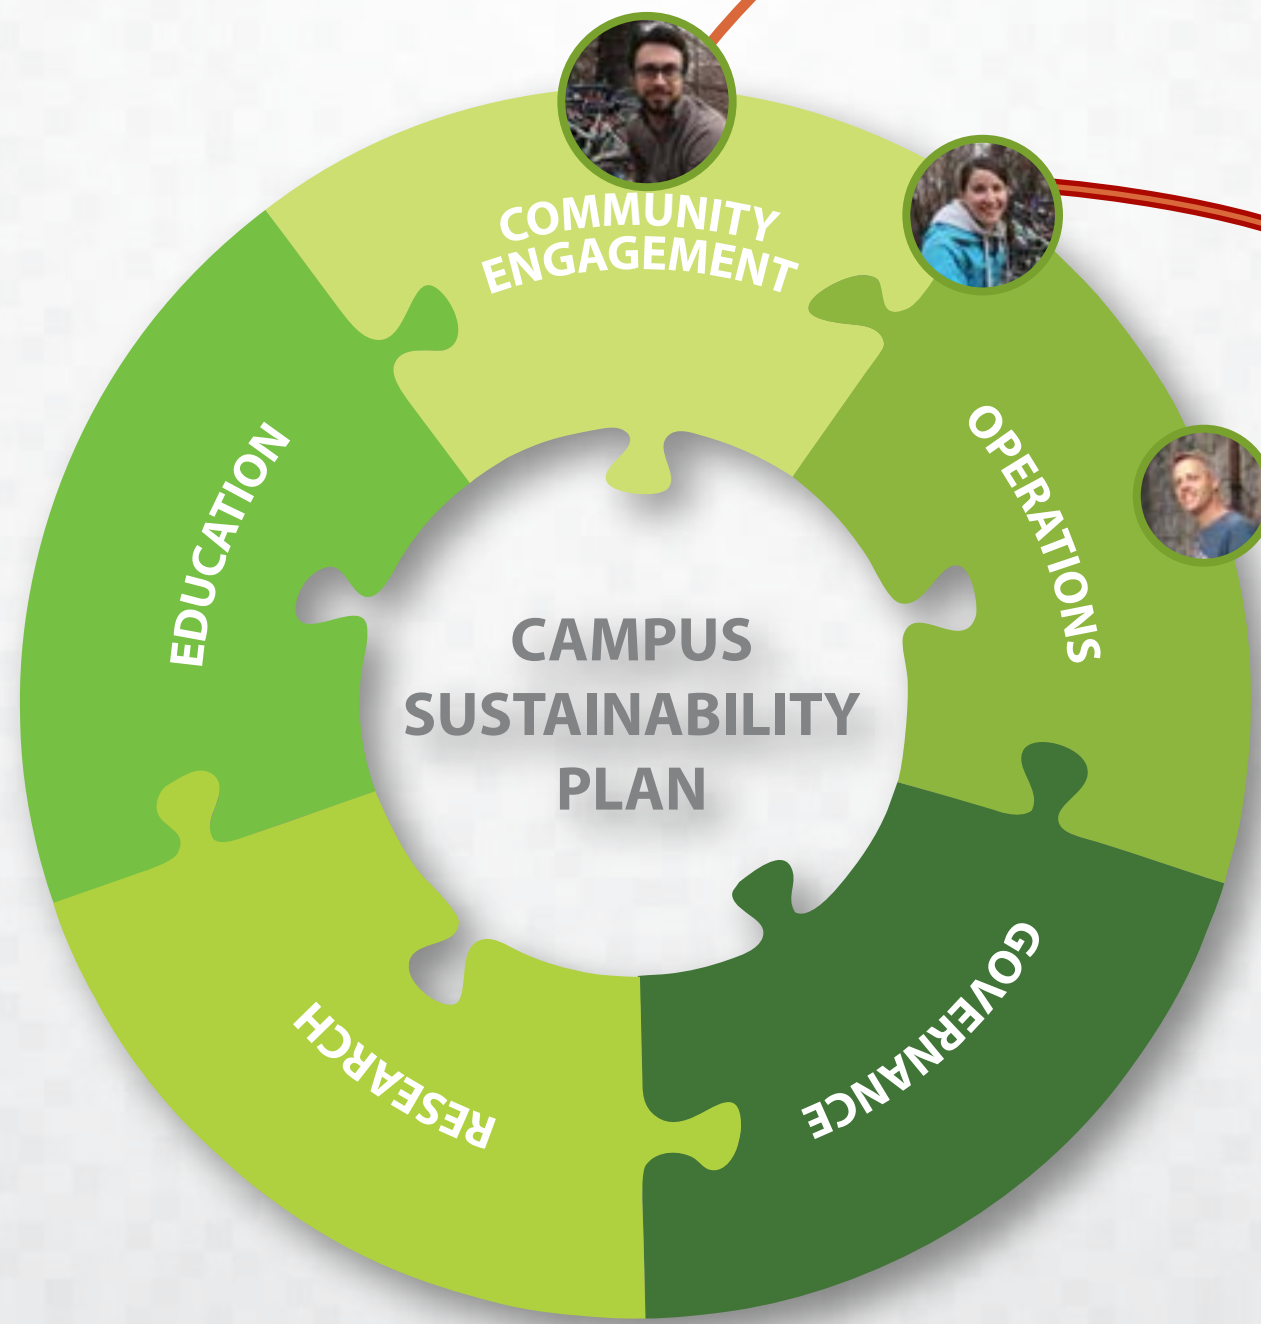 COMMUNITY
ENGAGEMENT
OPERATIONS
GOVERNANCE
RESEARCH
EDUCATION
CAMPUS
SUSTAINABILITY
PLAN